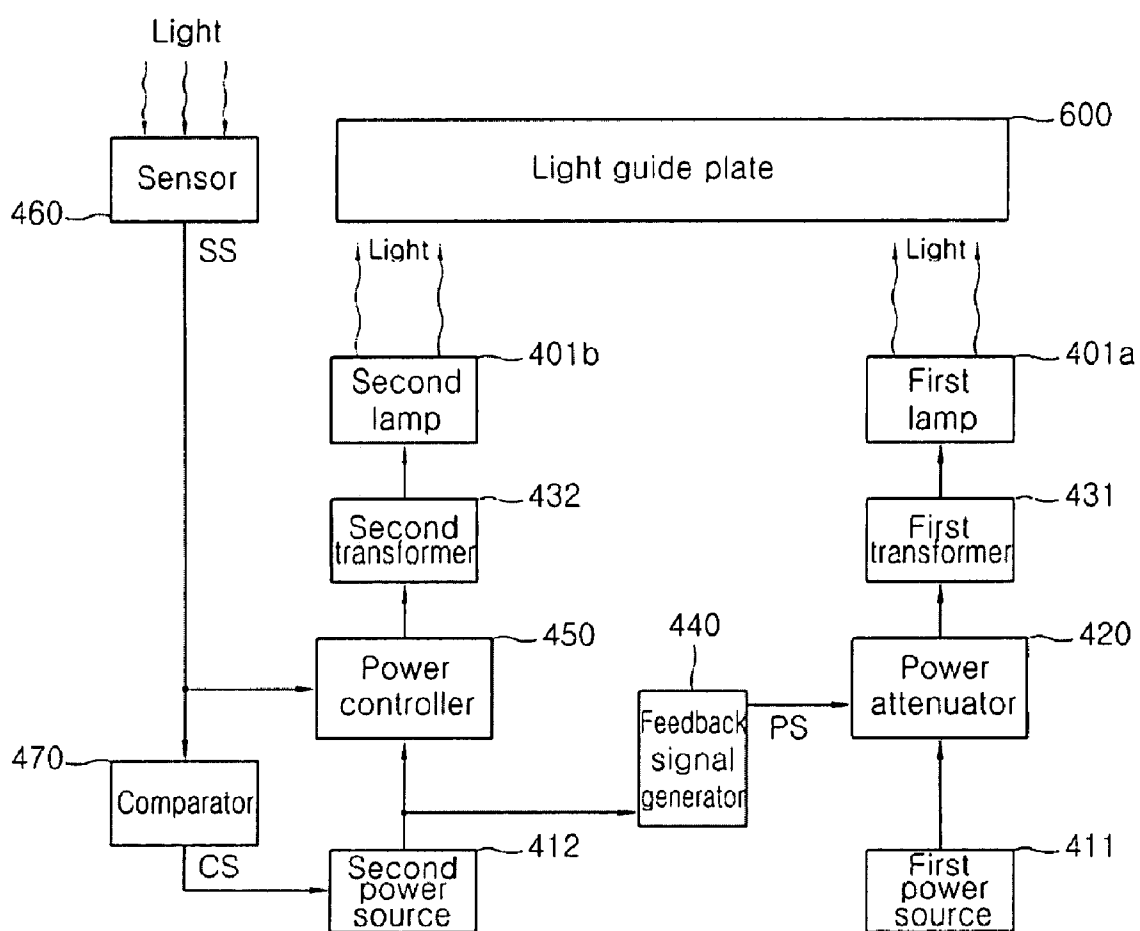 Light
Sensor
460
SS
600
Light guide plate
Light
Light
401b
Second
lamp
401a
First
lamp
432
Second
transformer
431
First
transformer
450
Power
controller
440
Feedback
signal
generator
PS
420
Power
attenuator
470
Comparator
CS
412
Second
power
source
411
First
power
source